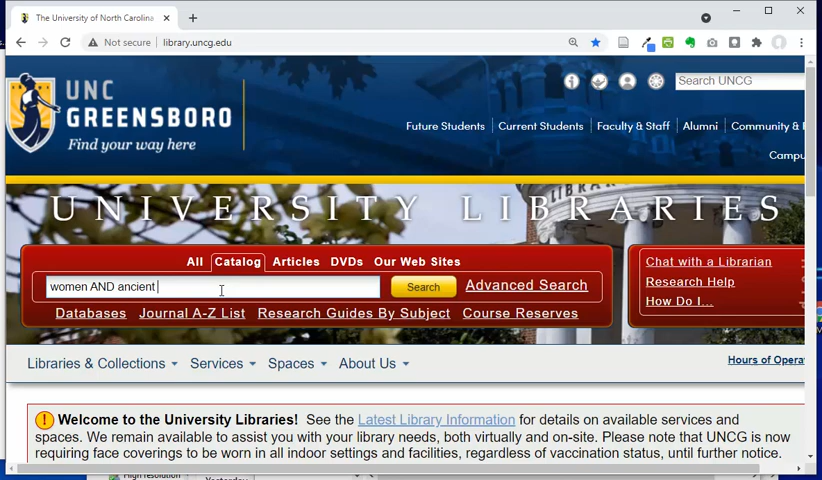 The University of North Carolina
Not secure
library.uncg.edu
UNC
GREENSBORO
Find your way here
Search UNCG
Future Students
Current Students
Faculty & Staff
Alumni
Community &
UNIVERSITY LIBRARIES
All
Catalog
Articles
DVDs
Our Web Sites
women AND ancient
Search
Advanced Search
Databases
Journal A-Z List
Research Guides By Subject
Course Reserves
Chat with a Librarian
Research Help
How Do I...
Libraries & Collections
Services
Spaces
About Us
Hours of
Welcome to the University Libraries! See the Latest Library Information for details on available services and
spaces. We remain available to assist you with your library needs, both virtually and on-site. Please note that UNCG is now
requiring face coverings to be worn in all indoor settings and facilities, regardless of vaccination status, until further notice.
High resolution
Yesterday